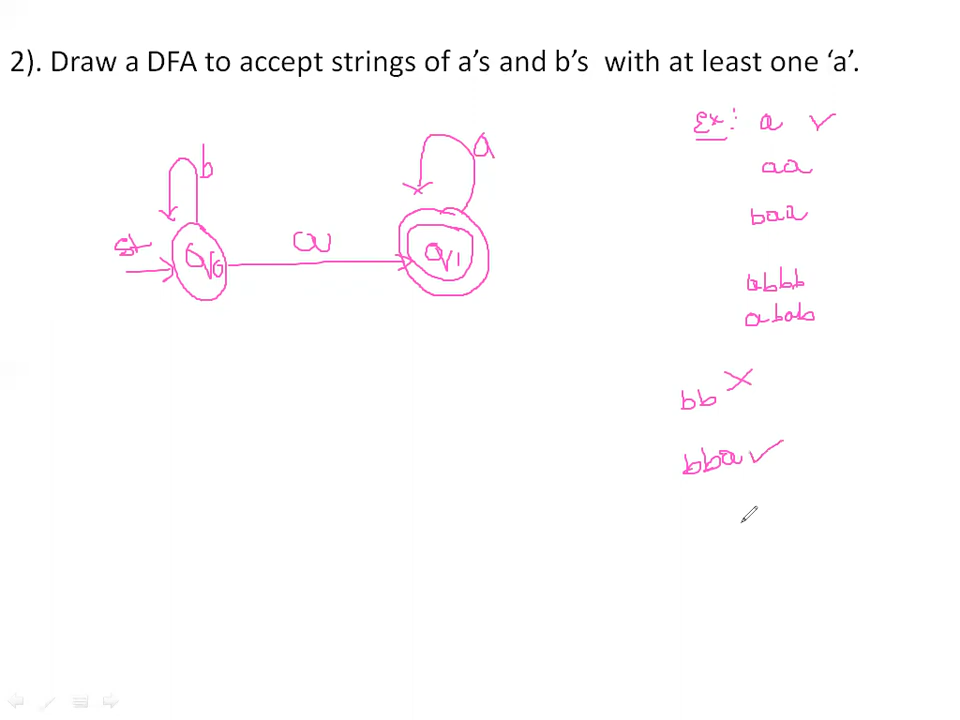 2). Draw a DFA to accept strings of a’s and b’s with at least one ‘a’.
Ex: a ✓
aa
baa
abbb
abab
bb ✗
bba ✓
b
a
a
st
q0
q1